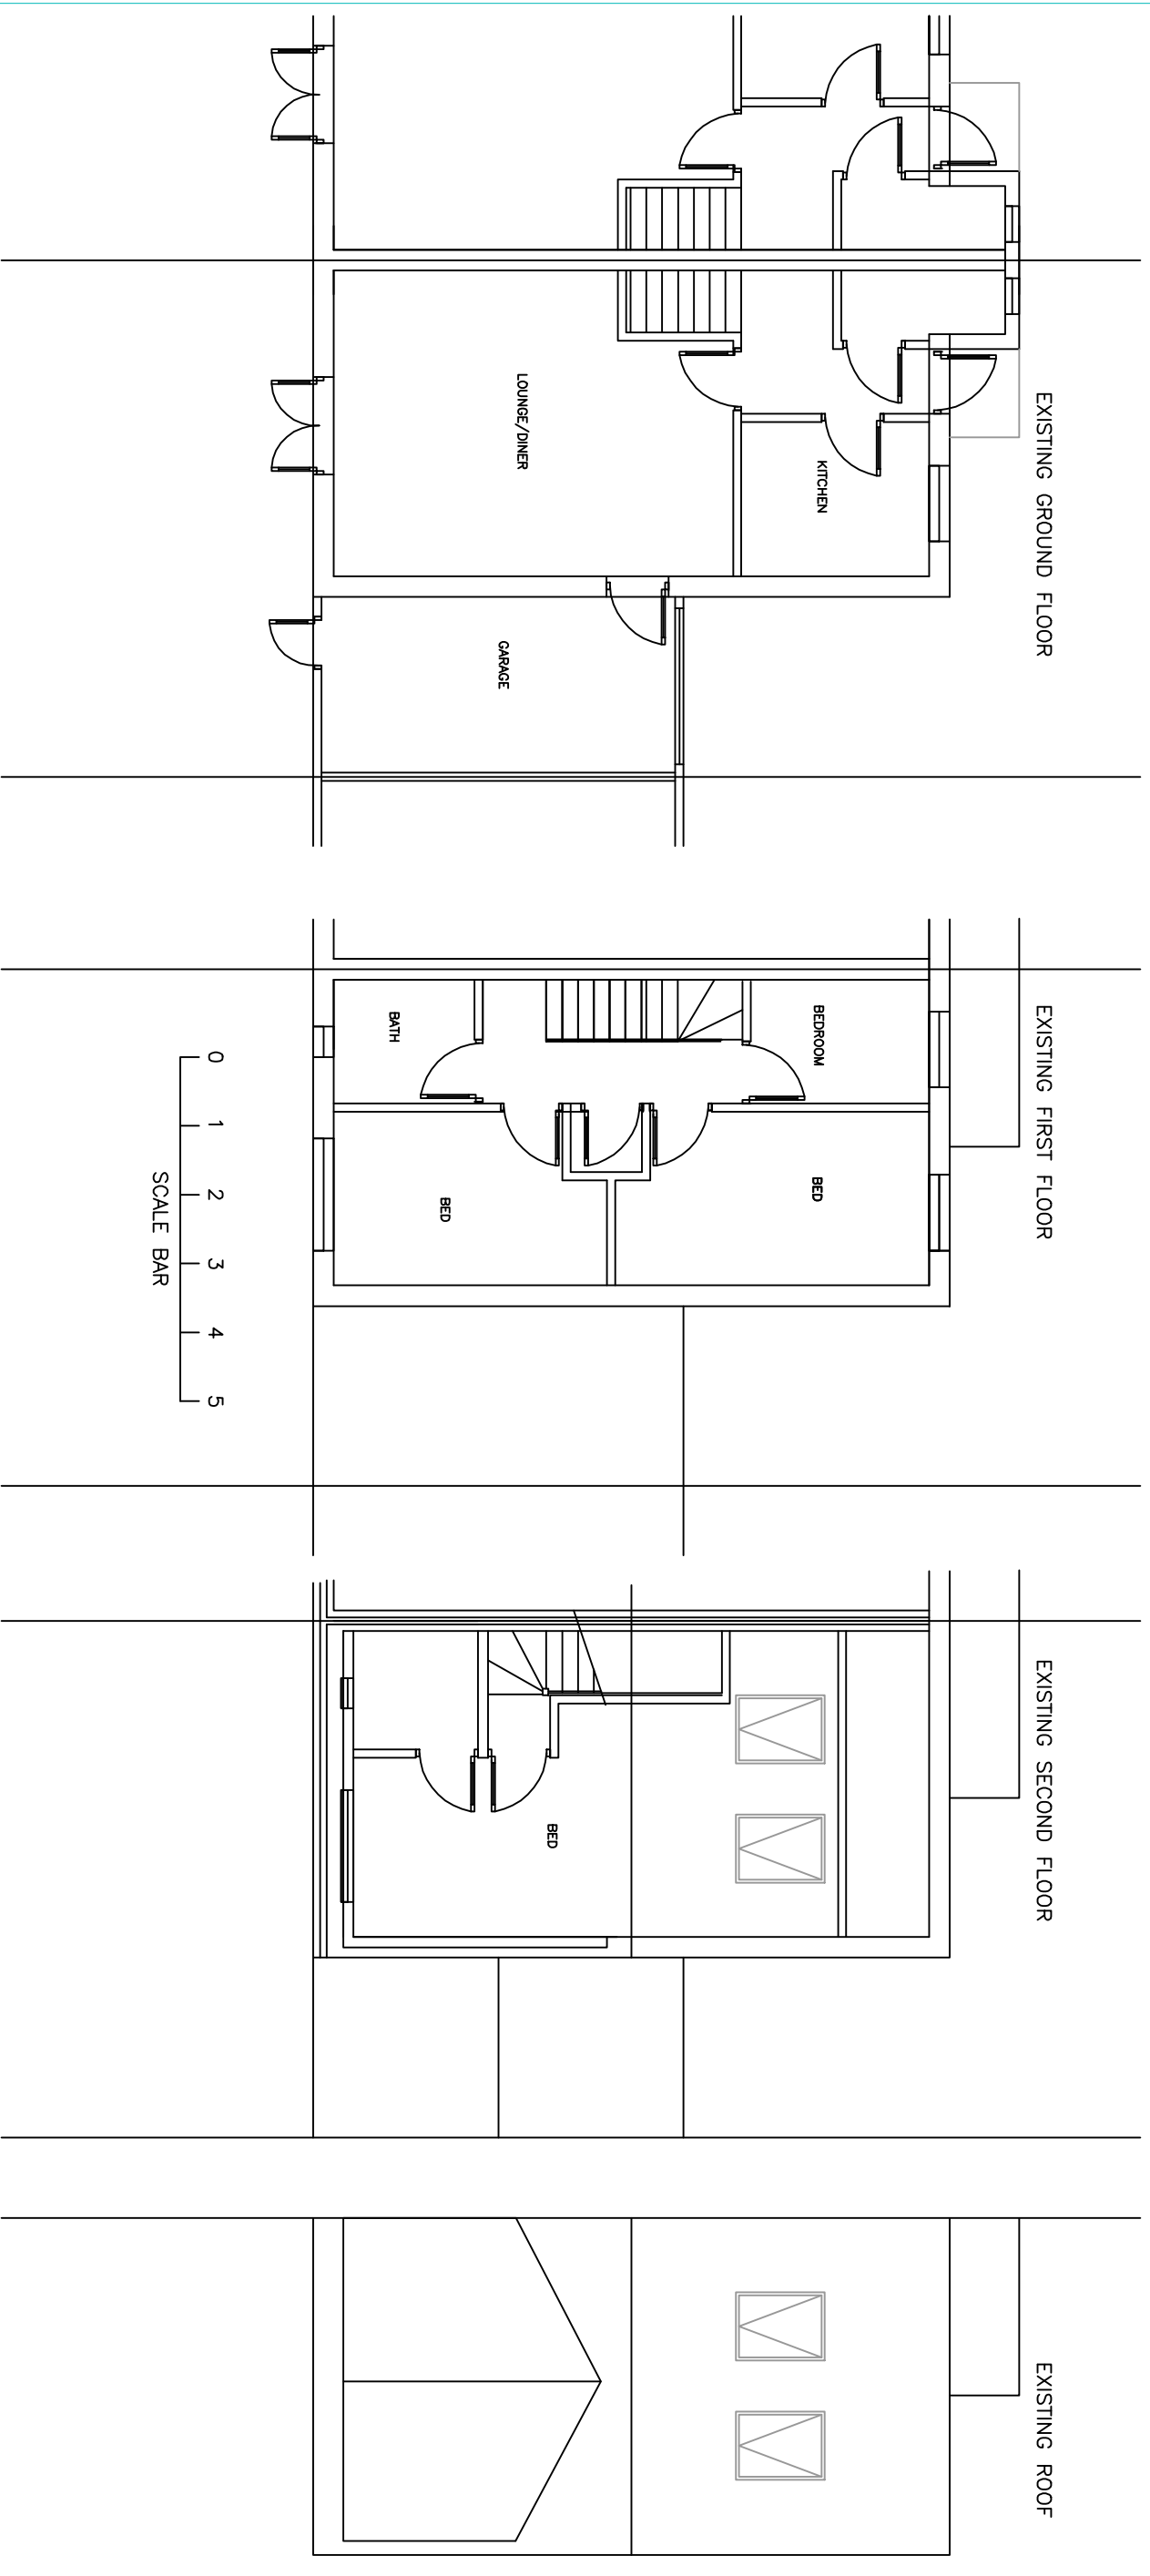 EXISTING GROUND FLOOR
KITCHEN
LOUNGE/DINER
GARAGE
EXISTING FIRST FLOOR
BEDROOM
BATH
BED
BED
0 1 2 3 4 5
SCALE BAR
EXISTING SECOND FLOOR
BED
EXISTING ROOF